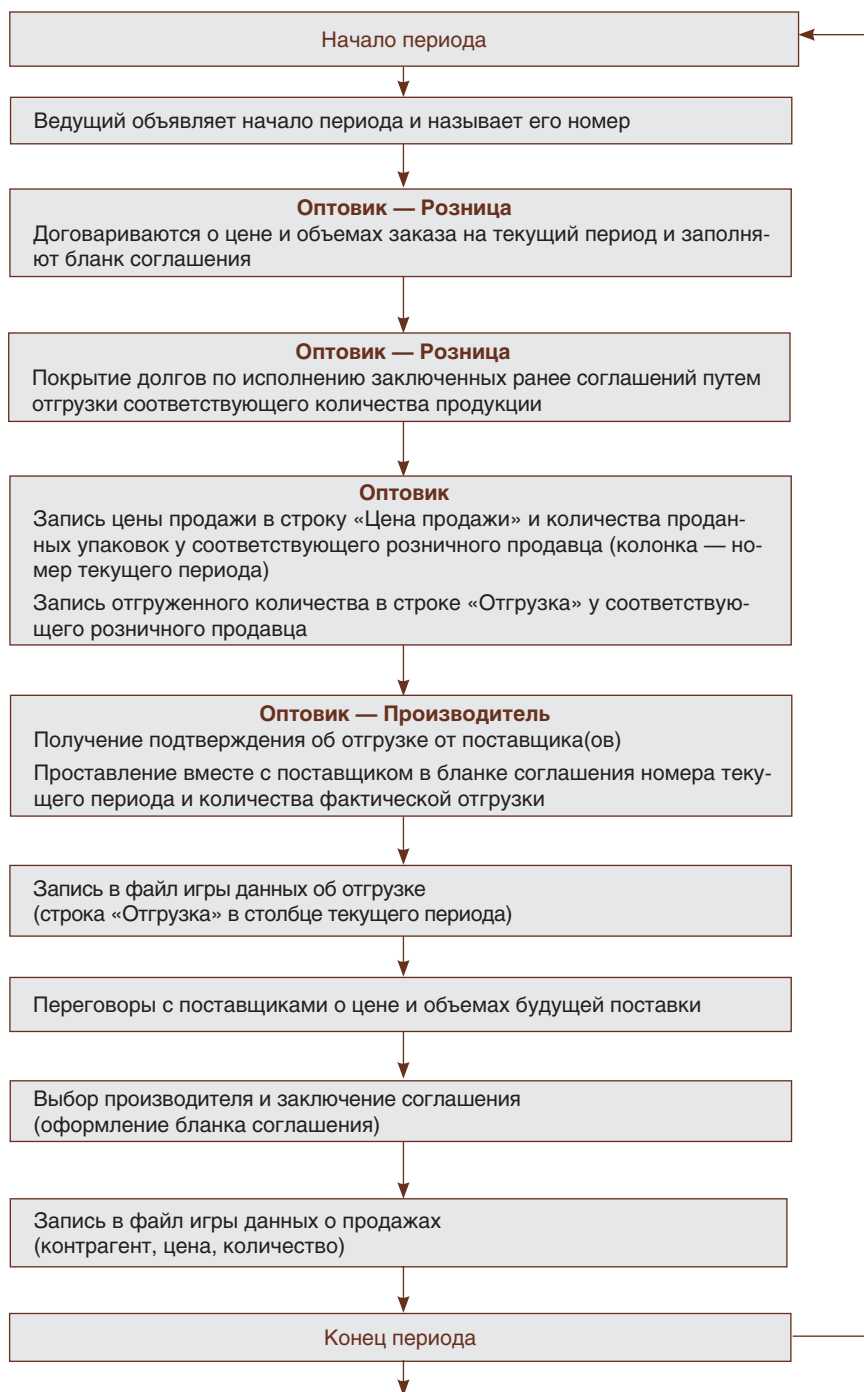 Начало периода
Ведущий объявляет начало периода и называет его номер
Оптовик — Розница
Договариваются о цене и объемах заказа на текущий период и заполня-
ют бланк соглашения
Оптовик — Розница
Покрытие долгов по исполнению заключенных ранее соглашений путем
отгрузки соответствующего количества продукции
Оптовик
Запись цены продажи в строку «Цена продажи» и количества продан-
ных упаковок у соответствующего розничного продавца (колонка — но-
мер текущего периода)
Запись отгруженного количества в строке «Отгрузка» у соответствую-
щего розничного продавца
Оптовик — Производитель
Получение подтверждения об отгрузке от поставщика(ов)
Проставление вместе с поставщиком в бланке соглашения номера теку-
щего периода и количества фактической отгрузки
Запись в файл игры данных об отгрузке
(строка «Отгрузка» в столбце текущего периода)
Переговоры с поставщиками о цене и объемах будущей поставки
Выбор производителя и заключение соглашения
(оформление бланка соглашения)
Запись в файл игры данных о продажах
(контрагент, цена, количество)
Конец периода